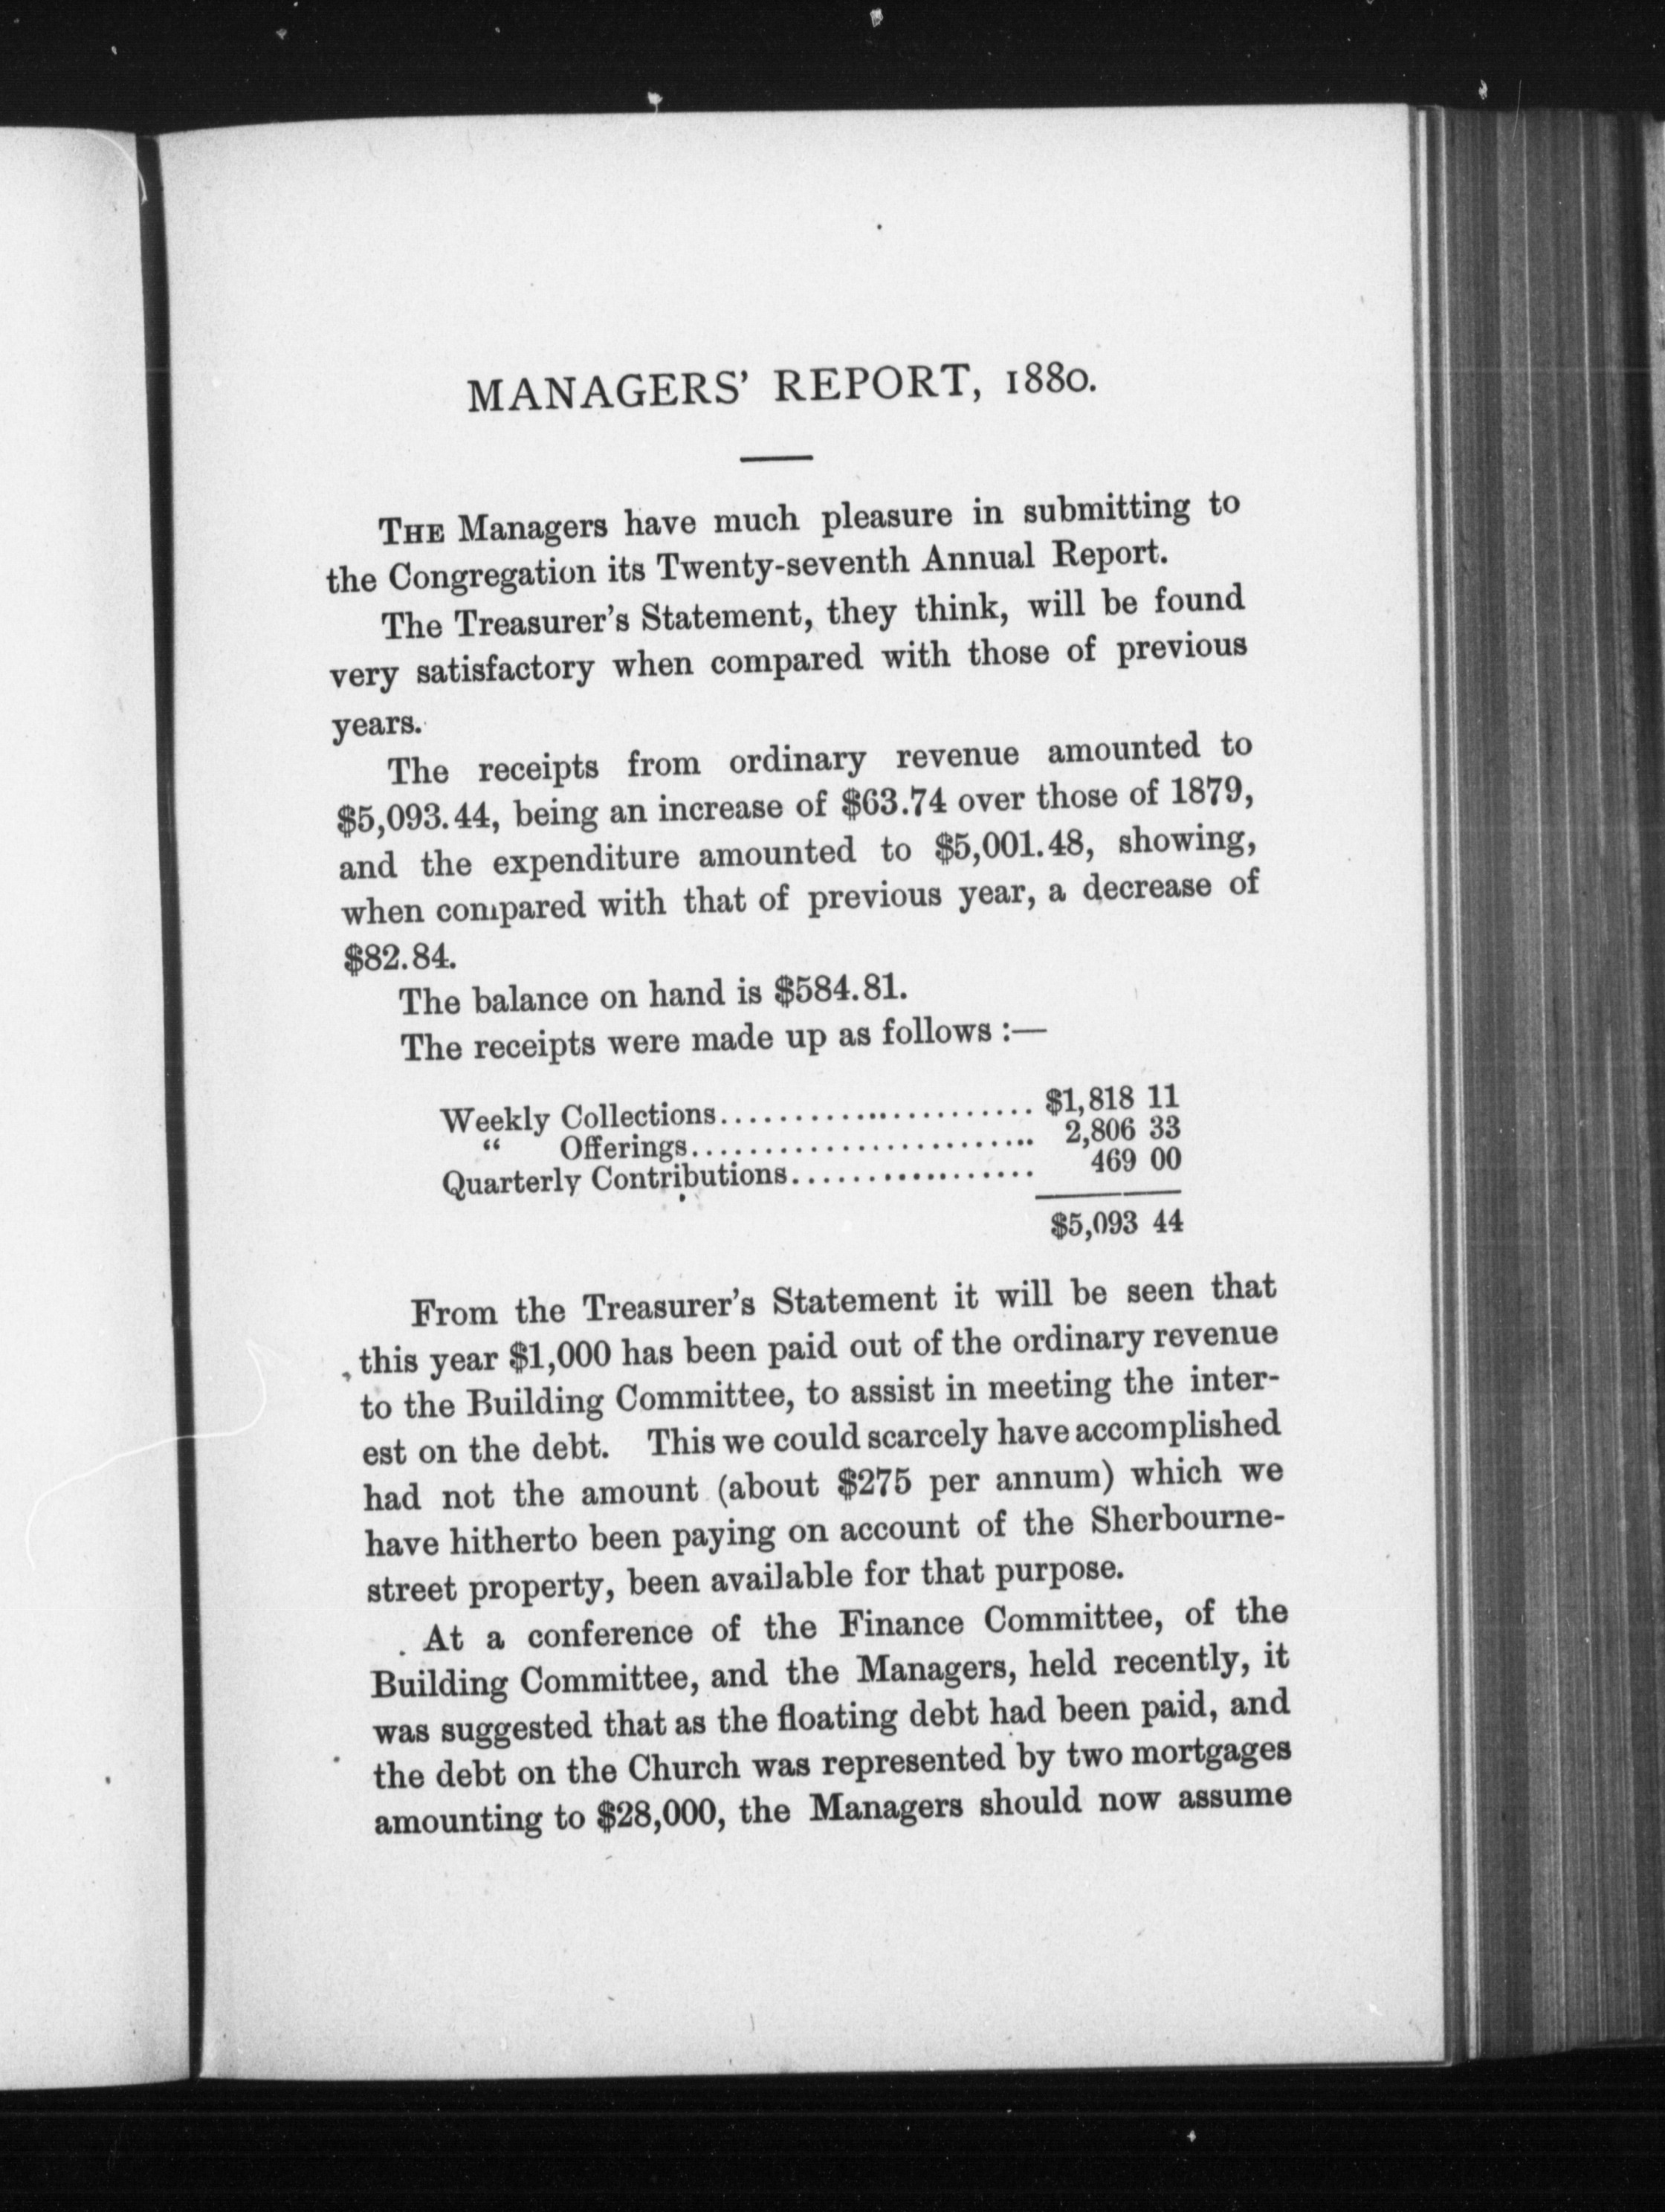 MANAGERS' REPORT, 1880.
THE Managers have much pleasure in submitting to
the Congregation its Twenty-seventh Annual Report.
The Treasurer's Statement, they think, will be found
very satisfactory when compared with those of previous
years.
The receipts from ordinary revenue amounted to
$5,093.44, being an increase of $63.74 over those of 1879,
and the expenditure amounted to $5,001.48, showing,
when compared with that of previous year, a decrease of
$82.84.
The balance on hand is $584.81.
The receipts were made up as follows :—
Weekly Collections.............................. $1,818 11
“ Offerings................................ 2,806 33
Quarterly Contributions........................ 469 00
$5,093 44
From the Treasurer's Statement it will be seen that
this year $1,000 has been paid out of the ordinary revenue
to the Building Committee, to assist in meeting the inter-
est on the debt. This we could scarcely have accomplished
had not the amount (about $275 per annum) which we
have hitherto been paying on account of the Sherbourne-
street property, been available for that purpose.
At a conference of the Finance Committee, of the
Building Committee, and the Managers, held recently, it
was suggested that as the floating debt had been paid, and
the debt on the Church was represented by two mortgages
amounting to $28,000, the Managers should now assume